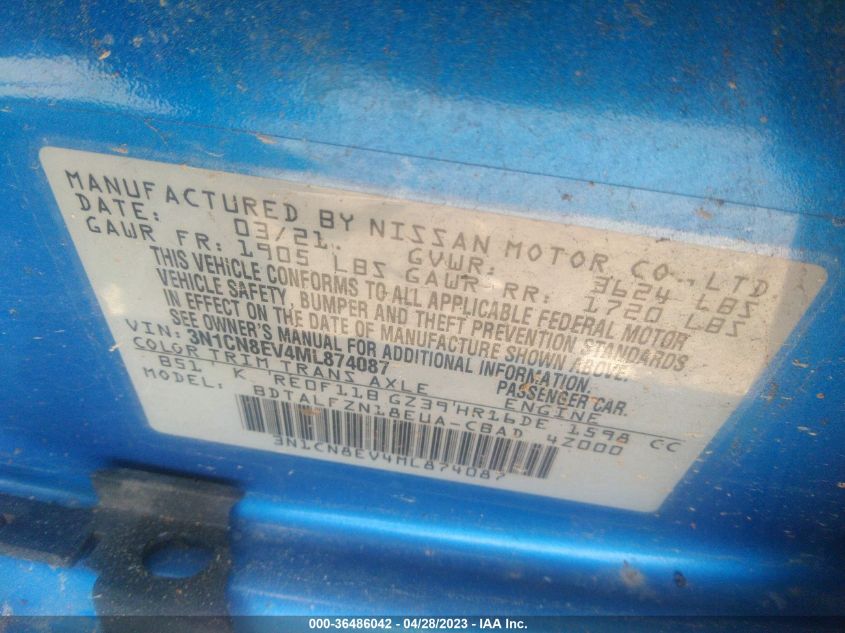 MANUFACTURED BY NISSAN MOTOR CO., LTD
DATE: 03/21. GVWR: 3624 LBS
GAWR FR: 1905 LBS GAWR RR: 1720 LBS
THIS VEHICLE CONFORMS TO ALL APPLICABLE FEDERAL MOTOR
VEHICLE SAFETY, BUMPER AND THEFT PREVENTION STANDARDS
IN EFFECT ON THE DATE OF MANUFACTURE SHOWN ABOVE.
SEE OWNER'S MANUAL FOR ADDITIONAL INFORMATION.
VIN: 3N1CN8EV4ML874087 PASSENGER CAR.
COLOR TRIM TRANS AXLE ENGINE
B51 K RE0F11B GZ39 HR16DE 1598 CC
MODEL: BDTALFZN18EUA-CBAD 4Z000
3N1CN8EV4ML874087
000-36486042 - 04/28/2023 - IAA Inc.